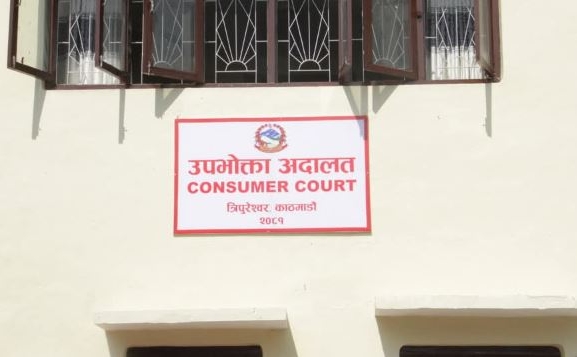 उपभोक्ता अदालत
CONSUMER COURT
त्रिपुरेश्वर, काठमाडौं
२०८१